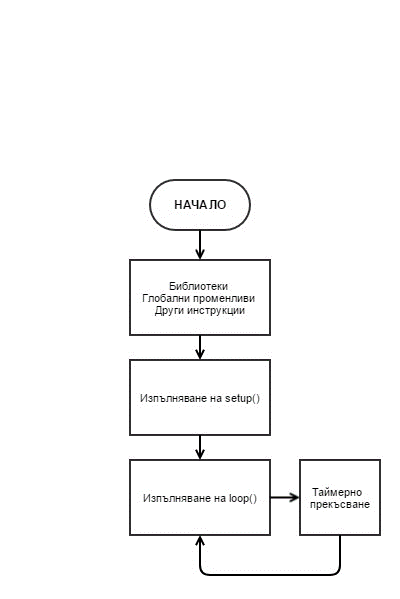 НАЧАЛО
Библиотеки
Глобални променливи
Други инструкции
Изпълняване на setup()
Изпълняване на loop()
Таймерно
прекъсване